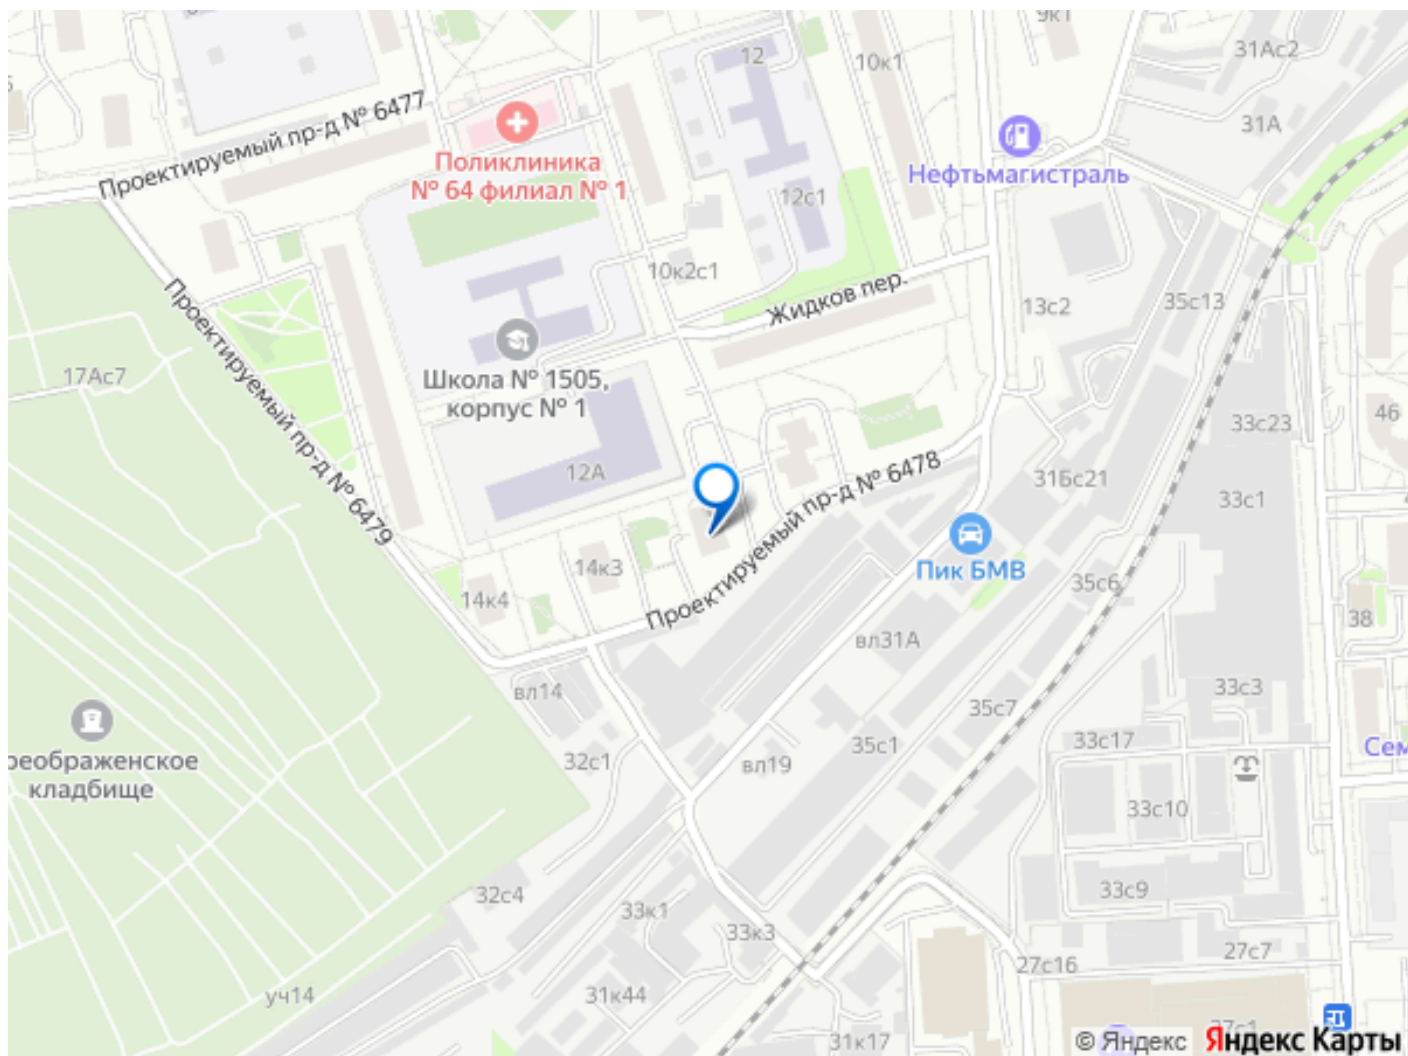 9к1
31Ас2
12
10к1
31А
Проектируемый пр-д № 6477
Поликлиника
№ 64 филиал № 1
Нефтьмагистраль
12с1
10к2с1
Жидков пер.
13с2
35с13
Проектируемый пр-д № 6479
17Ас7
Школа № 1505,
корпус № 1
46
33с23
12А
31Бс21
33с1
Проектируемый пр-д № 6478
Пик БМВ
14к3
14к4
35с6
38
вл31А
вл14
33с3
35с7
33с17
35с1
реображенское
кладбище
32с1
вл19
Сем
33с10
32с4
33с9
33к1
33к3
27с7
27с16
уч14
31к44
31к17
27с1
© Яндекс Яндекс Карты